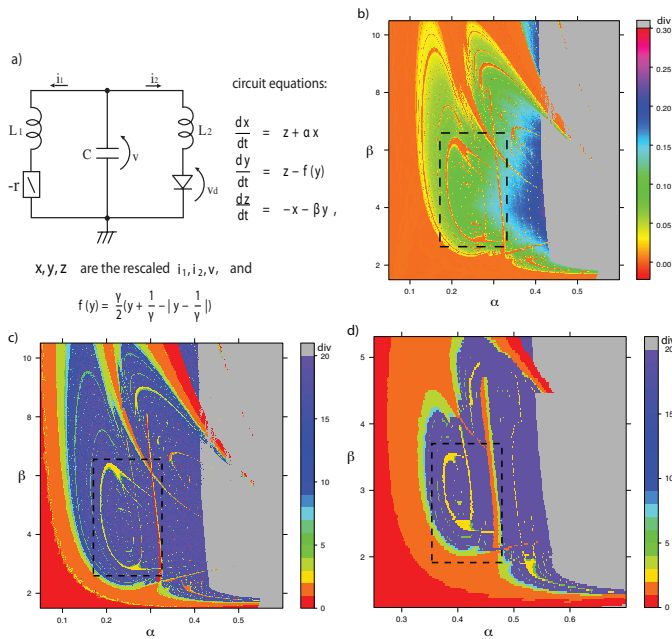 a)
i₁ i₂
circuit equations:
L₁ L₂
C v
-r vd
dx/dt = z + αx
dy/dt = z – f (y)
dz/dt = -x – βy ,
x, y, z are the rescaled i₁, i₂, v, and
f (y) = γ/2 (y + 1/γ – | y – 1/γ |)
b)
div
10
8
6
4
2
β
0.1 0.2 0.3 0.4 0.5
α
0.30
0.25
0.20
0.15
0.10
0.05
0.00
c)
div
10
8
6
4
2
β
0.1 0.2 0.3 0.4 0.5
α
20
15
10
5
0
d)
div
5
4
3
2
β
0.3 0.4 0.5 0.6
α
20
15
10
5
0